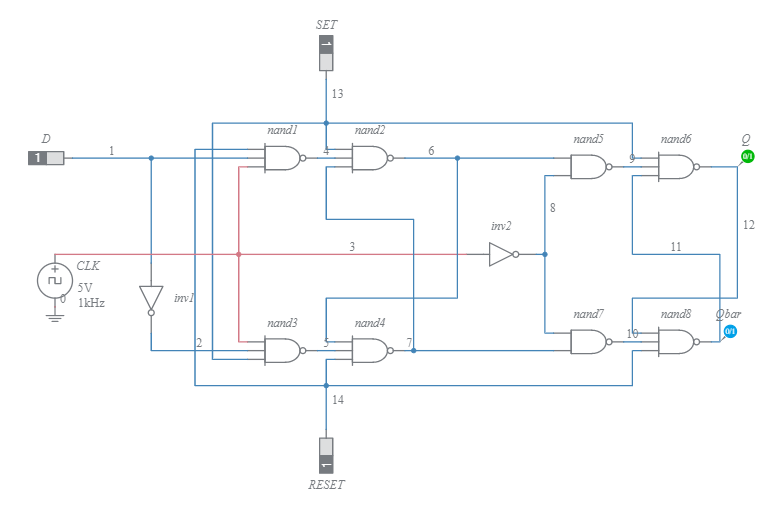 SET
1
13
D
1
1
nand1
4
nand2
6
nand5
9
nand6
Q
0/1
8
12
inv2
3
11
CLK
5V
1kHz
0
inv1
2
nand3
5
nand4
7
nand7
10
nand8
Qbar
0/1
14
1
RESET